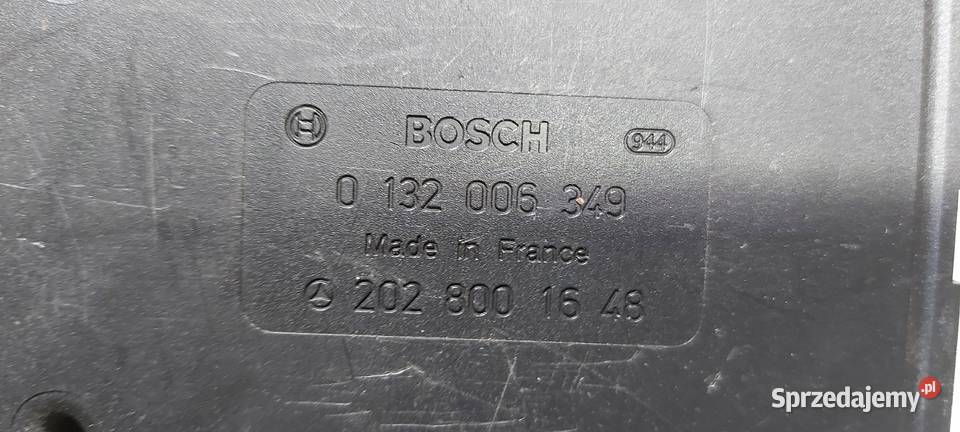 BOSCH 944
0 132 006 349
Made in France
202 800 16 48
Sprzedajemy.pl